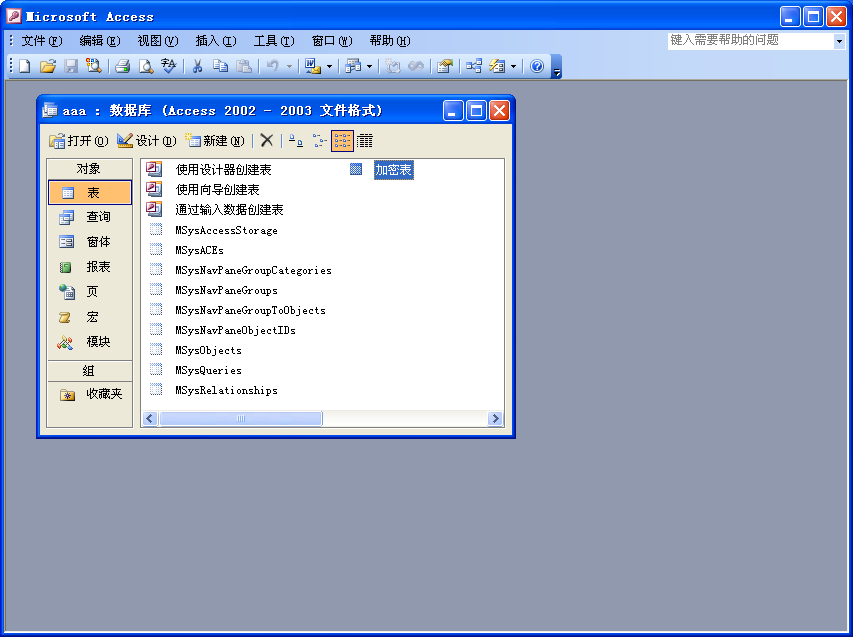 Microsoft Access
文件(F) 编辑(E) 视图(V) 插入(I) 工具(T) 窗口(W) 帮助(H) 键入需要帮助的问题
aaa : 数据库 (Access 2002 - 2003 文件格式)
打开(O) 设计(D) 新建(N)
对象
表
查询
窗体
报表
页
宏
模块
组
收藏夹
使用设计器创建表
使用向导创建表
通过输入数据创建表
MSysAccessStorage
MSysACEs
MSysNavPaneGroupCategories
MSysNavPaneGroups
MSysNavPaneGroupToObjects
MSysNavPaneObjectIDs
MSysObjects
MSysQueries
MSysRelationships
加密表